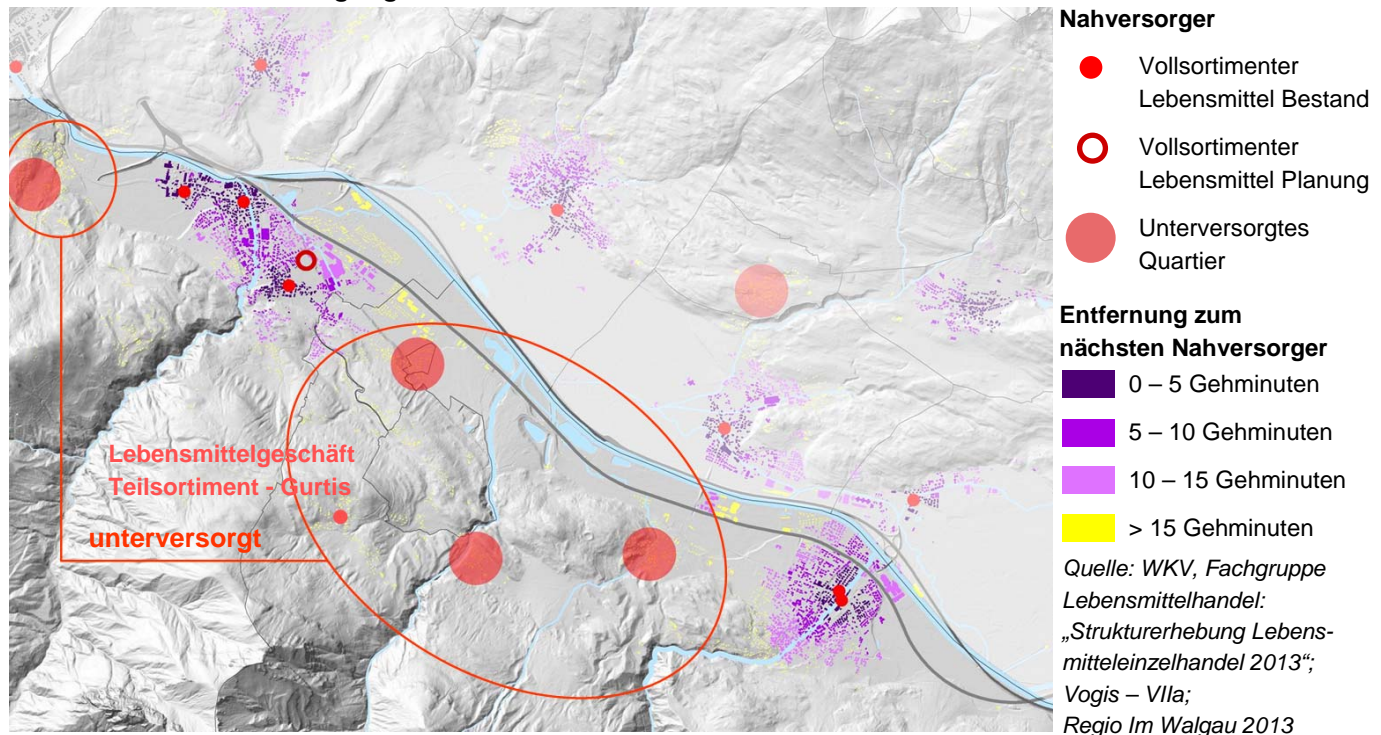 Lebensmittelgeschäft
Teilsortiment - Gurtis
unterversorgt
Nahversorger
Vollsortimenter
Lebensmittel Bestand
Vollsortimenter
Lebensmittel Planung
Unterversorgtes
Quartier
Entfernung zum
nächsten Nahversorger
0 – 5 Gehminuten
5 – 10 Gehminuten
10 – 15 Gehminuten
> 15 Gehminuten
Quelle: WKV, Fachgruppe
Lebensmittelhandel:
„Strukturerhebung Lebens-
mitteleinzelhandel 2013“;
Vogis – VIIa;
Regio Im Walgau 2013